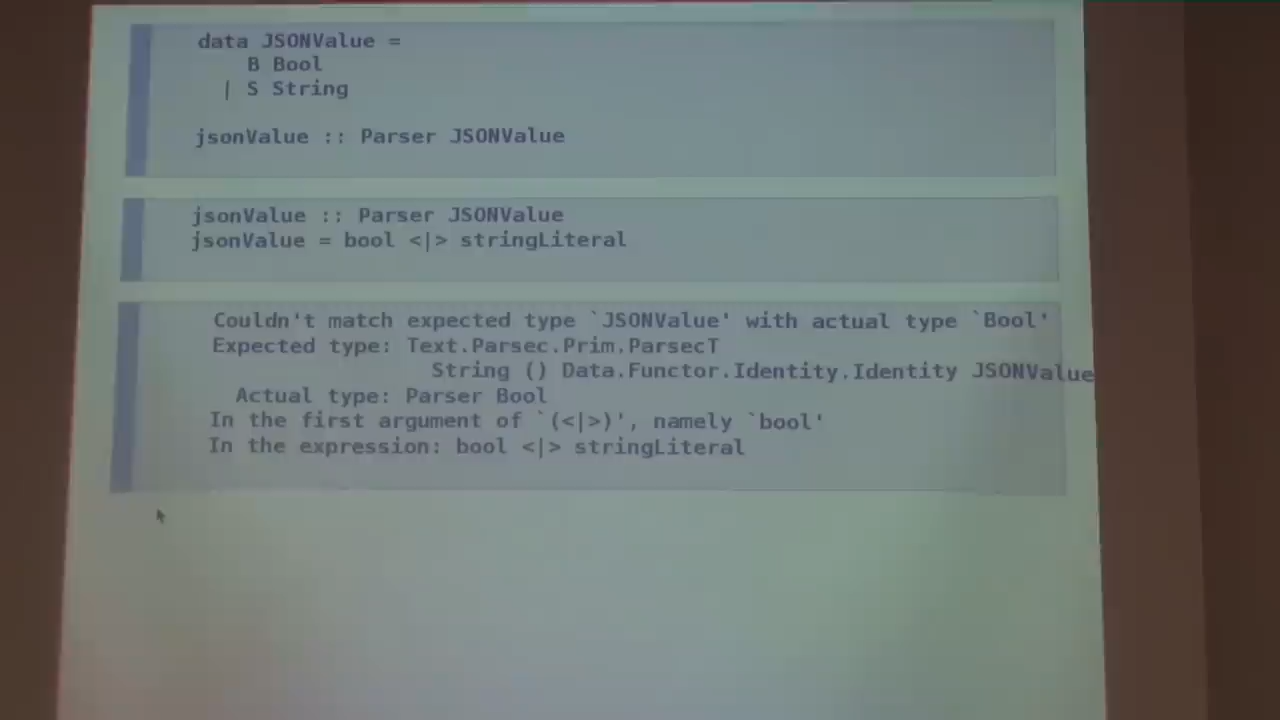 data JSONValue =
B Bool
| S String
jsonValue :: Parser JSONValue
jsonValue :: Parser JSONValue
jsonValue = bool <|> stringLiteral
Couldn't match expected type `JSONValue' with actual type `Bool'
Expected type: Text.Parsec.Prim.ParsecT
String () Data.Functor.Identity.Identity JSONValue
Actual type: Parser Bool
In the first argument of `(<|>)', namely `bool'
In the expression: bool <|> stringLiteral